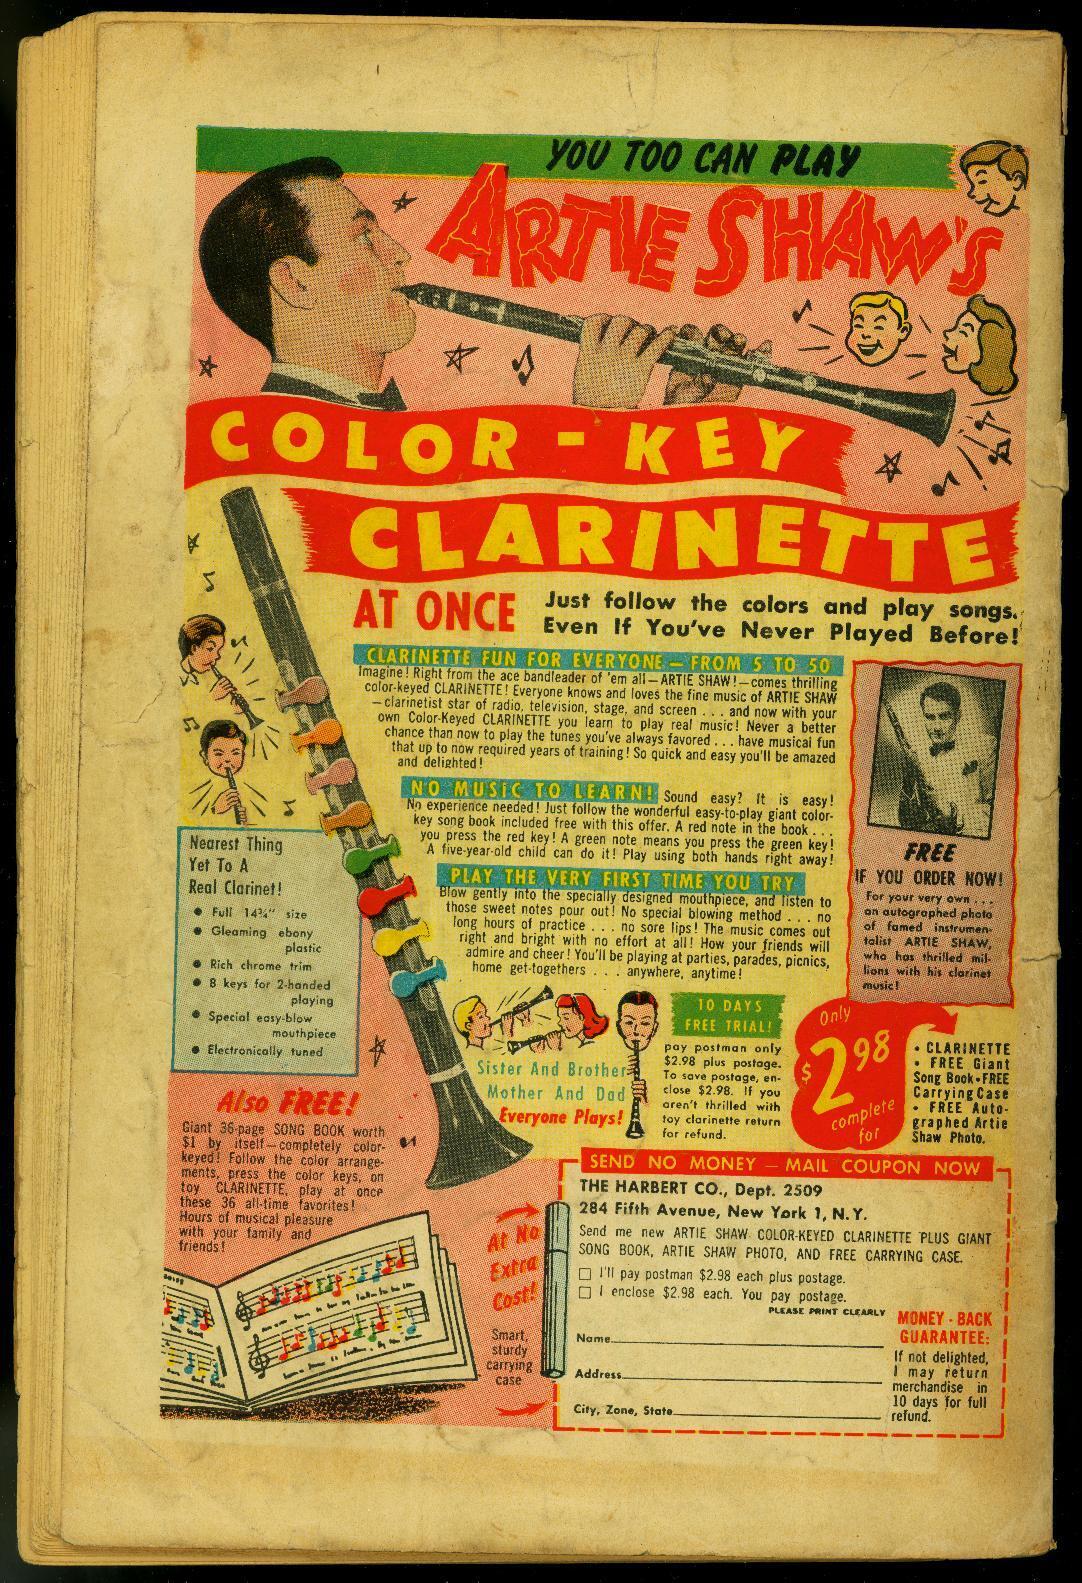 YOU TOO CAN PLAY
ARTIE SHAW'S
COLOR-KEY
CLARINETTE
AT ONCE
Just follow the colors and play songs.
Even If You've Never Played Before!
CLARINETTE FUN FOR EVERYONE — FROM 5 TO 50
Imagine! Right from the ace bandleader of 'em all—ARTIE SHAW!—comes thrilling
color-keyed CLARINETTE! Everyone knows and loves the fine music of ARTIE SHAW
—clarinetist star of radio, television, stage, and screen . . . and now with your
own Color-Keyed CLARINETTE you learn to play real music! Never a better
chance than now to play the tunes you've always favored . . . have musical fun
that up to now required years of training! So quick and easy you'll be amazed
and delighted!
NO MUSIC TO LEARN! Sound easy? It is easy!
No experience needed! Just follow the wonderful easy-to-play giant color-
key song book included free with this offer. A red note in the book . . .
you press the red key! A green note means you press the green key!
A five-year-old child can do it! Play using both hands right away!
PLAY THE VERY FIRST TIME YOU TRY
Blow gently into the specially designed mouthpiece, and listen to
those sweet notes pour out! No special blowing method . . . no
long hours of practice . . . no sore lips! The music comes out
right and bright with no effort at all! How your friends will
admire and cheer! You'll be playing at parties, parades, picnics,
home get-togethers . . . anywhere, anytime!
FREE
IF YOU ORDER NOW!
For your very own . . .
an autographed photo
of famed instrumen-
talist ARTIE SHAW,
who has thrilled mil-
lions with his clarinet
music!
Nearest Thing
Yet To A
Real Clarinet!
● Full 14¾" size
● Gleaming ebony
plastic
● Rich chrome trim
● 8 keys for 2-handed
playing
● Special easy-blow
mouthpiece
● Electronically tuned
Sister And Brother
Mother And Dad
Everyone Plays!
10 DAYS
FREE TRIAL!
pay postman only
$2.98 plus postage.
To save postage, en-
close $2.98. If you
aren't thrilled with
toy clarinette return
for refund.
Only
$2.98
complete
for
• CLARINETTE
• FREE Giant
Song Book•FREE
Carrying Case
• FREE Auto-
graphed Artie
Shaw Photo.
Also FREE!
Giant 36-page SONG BOOK worth
$1 by itself—completely color-
keyed! Follow the color arrange-
ments, press the color keys, on
toy CLARINETTE, play at once
these 36 all-time favorites!
Hours of musical pleasure
with your family and
friends!
At No
Extra
Cost!
Smart,
sturdy
carrying
case
SEND NO MONEY — MAIL COUPON NOW
THE HARBERT CO., Dept. 2509
284 Fifth Avenue, New York 1, N.Y.
Send me new ARTIE SHAW COLOR-KEYED CLARINETTE PLUS GIANT
SONG BOOK, ARTIE SHAW PHOTO, AND FREE CARRYING CASE.
☐ I'll pay postman $2.98 each plus postage.
☐ I enclose $2.98 each. You pay postage.
PLEASE PRINT CLEARLY
Name
Address
City, Zone, State
MONEY-BACK
GUARANTEE:
If not delighted,
I may return
merchandise in
10 days for full
refund.